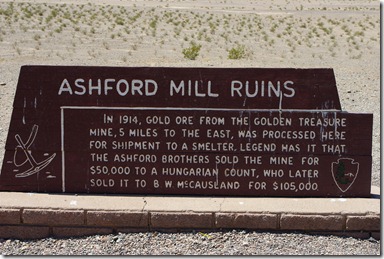 ASHFORD MILL RUINS
IN 1914, GOLD ORE FROM THE GOLDEN TREASURE
MINE, 5 MILES TO THE EAST, WAS PROCESSED HERE
FOR SHIPMENT TO A SMELTER. LEGEND HAS IT THAT
THE ASHFORD BROTHERS SOLD THE MINE FOR
$50,000 TO A HUNGARIAN COUNT, WHO LATER
SOLD IT TO B W MCCAUSLAND FOR $105,000.